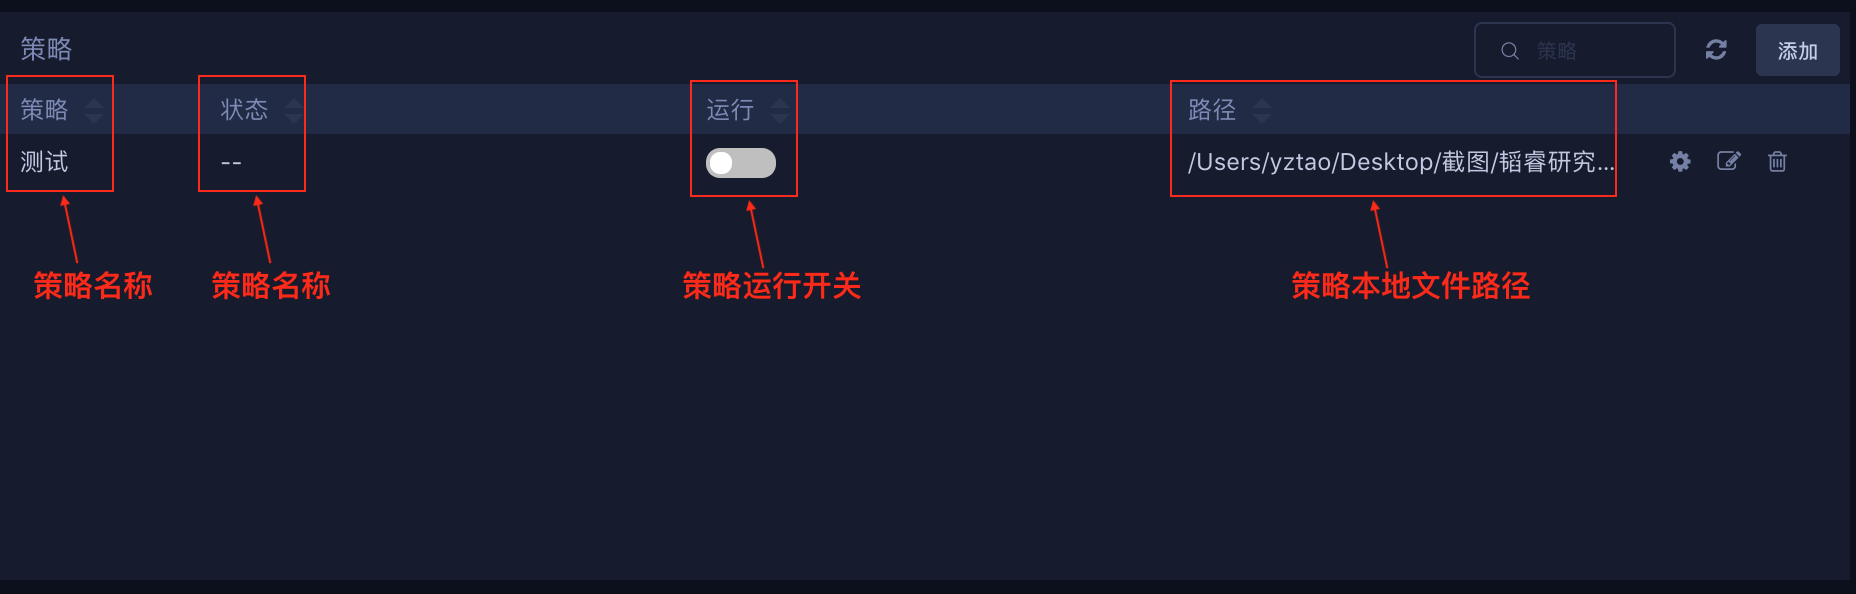 策略
策略
添加
策略
状态
运行
路径
测试
--
/Users/yztao/Desktop/截图/韬睿研究...
策略名称
策略名称
策略运行开关
策略本地文件路径